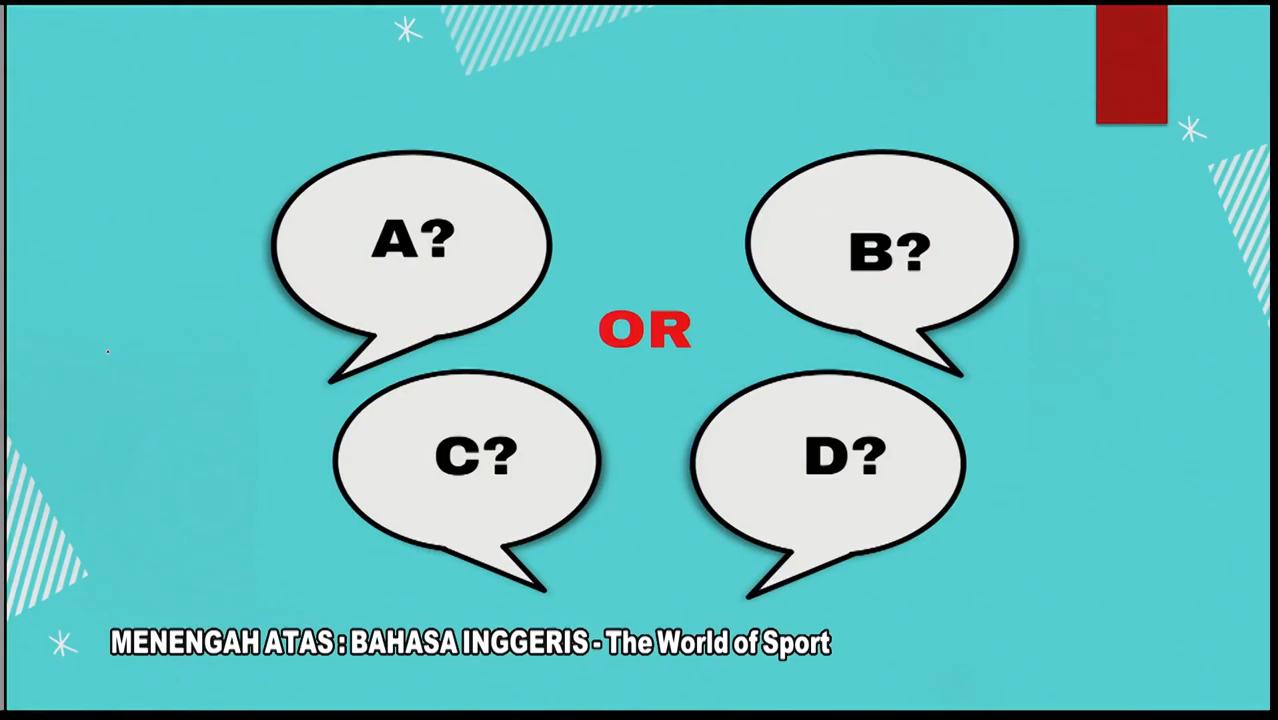 A?
B?
OR
C?
D?
MENENGAH ATAS : BAHASA INGGERIS - The World of Sport